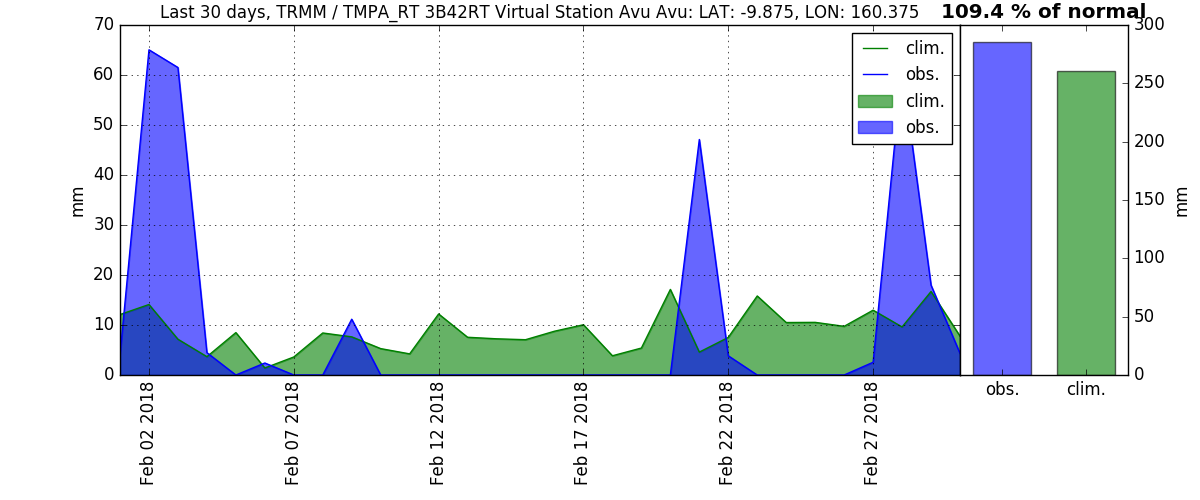 Last 30 days, TRMM / TMPA_RT 3B42RT Virtual Station Avu Avu: LAT: -9.875, LON: 160.375
109.4 % of normal
70
60
50
40
30
20
10
0
mm
clim.
obs.
clim.
obs.
300
250
200
150
100
50
0
mm
Feb 02 2018
Feb 07 2018
Feb 12 2018
Feb 17 2018
Feb 22 2018
Feb 27 2018
obs.
clim.